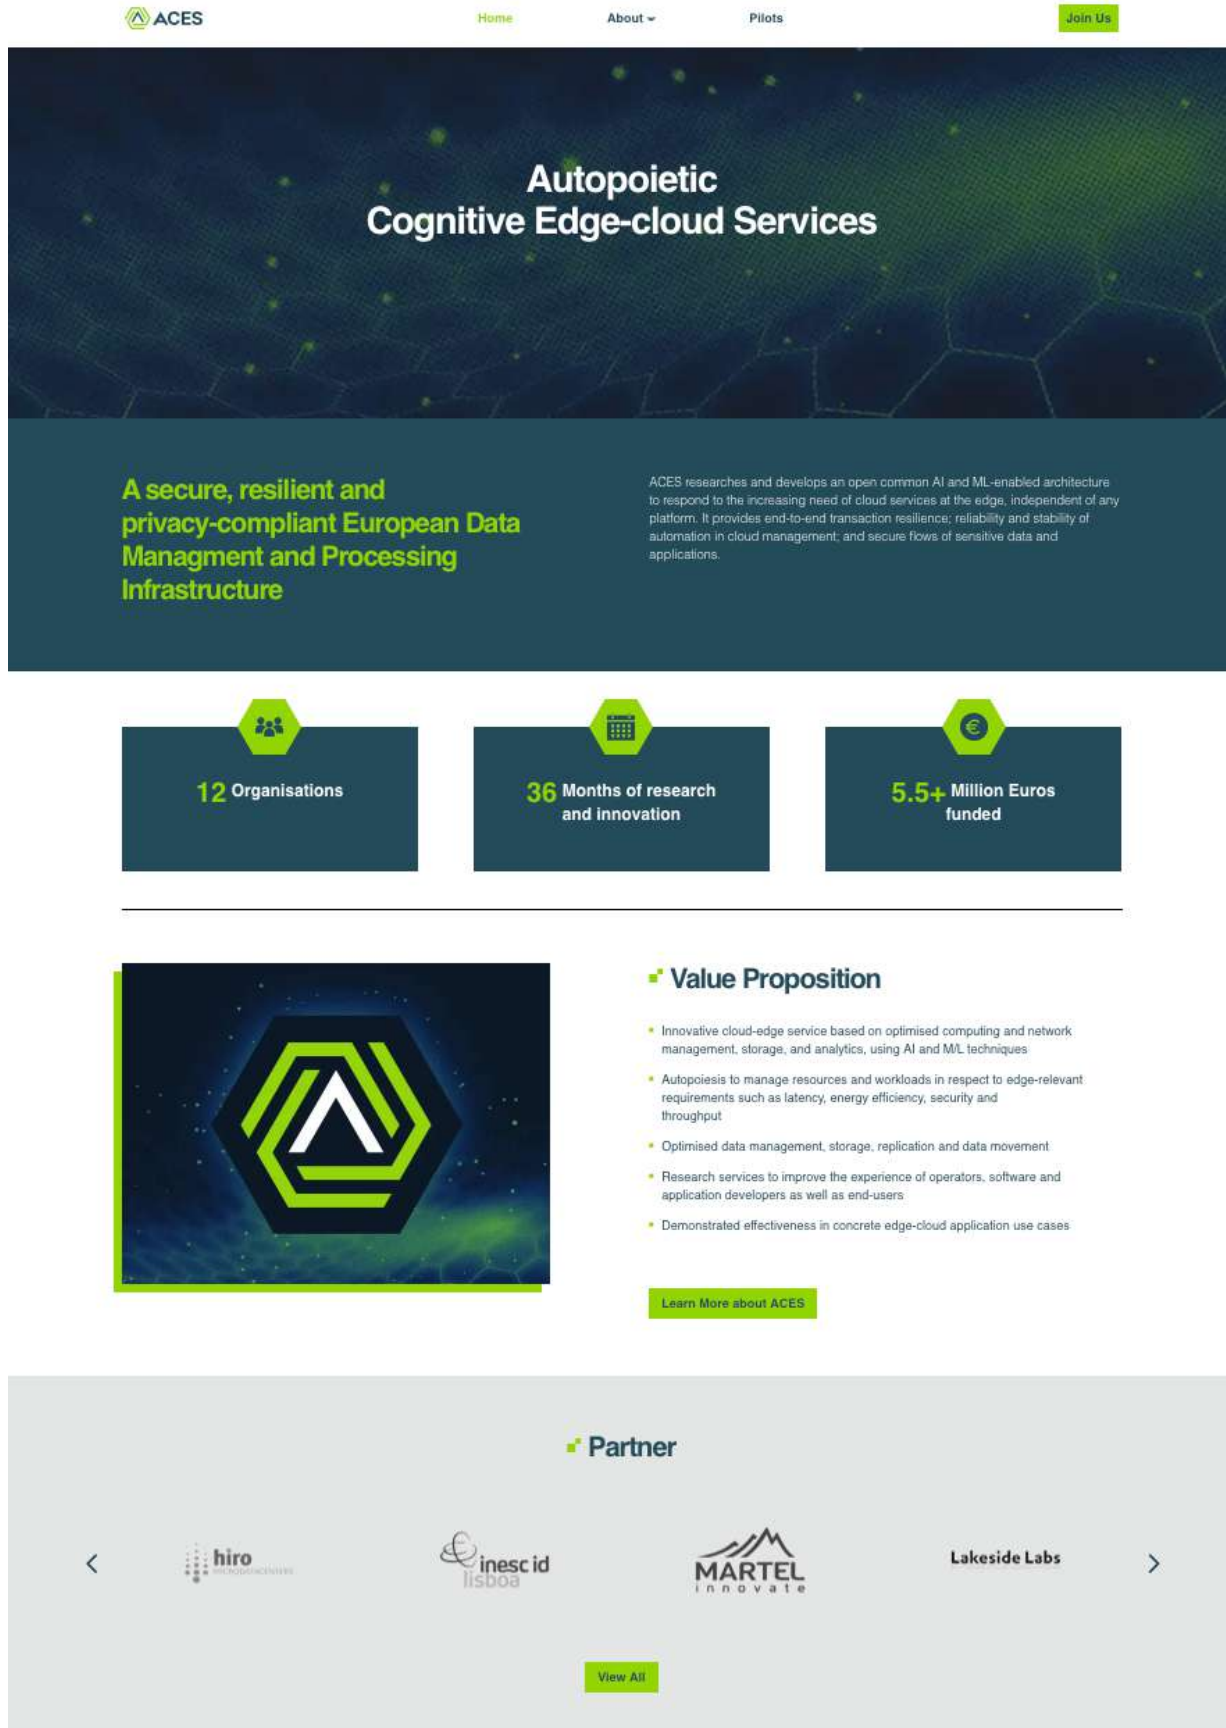 ACES
Home
About
Pilots
Join Us
Autopoietic
Cognitive Edge-cloud Services
A secure, resilient and
privacy-compliant European Data
Managment and Processing
Infrastructure
ACES researches and develops an open common AI and ML-enabled architecture
to respond to the increasing need of cloud services at the edge, independent of any
platform. It provides end-to-end transaction resilience; reliability and stability of
automation in cloud management; and secure flows of sensitive data and
applications.
12 Organisations
36 Months of research
and innovation
5.5+ Million Euros
funded
Value Proposition
Innovative cloud-edge service based on optimised computing and network
management, storage, and analytics, using AI and M/L techniques
Autopoiesis to manage resources and workloads in respect to edge-relevant
requirements such as latency, energy efficiency, security and
throughput
Optimised data management, storage, replication and data movement
Research services to improve the experience of operators, software and
application developers as well as end-users
Demonstrated effectiveness in concrete edge-cloud application use cases
Learn More about ACES
Partner
hiro
MICRODATACENTERS
inesc id
lisboa
MARTEL
innovate
Lakeside Labs
View All